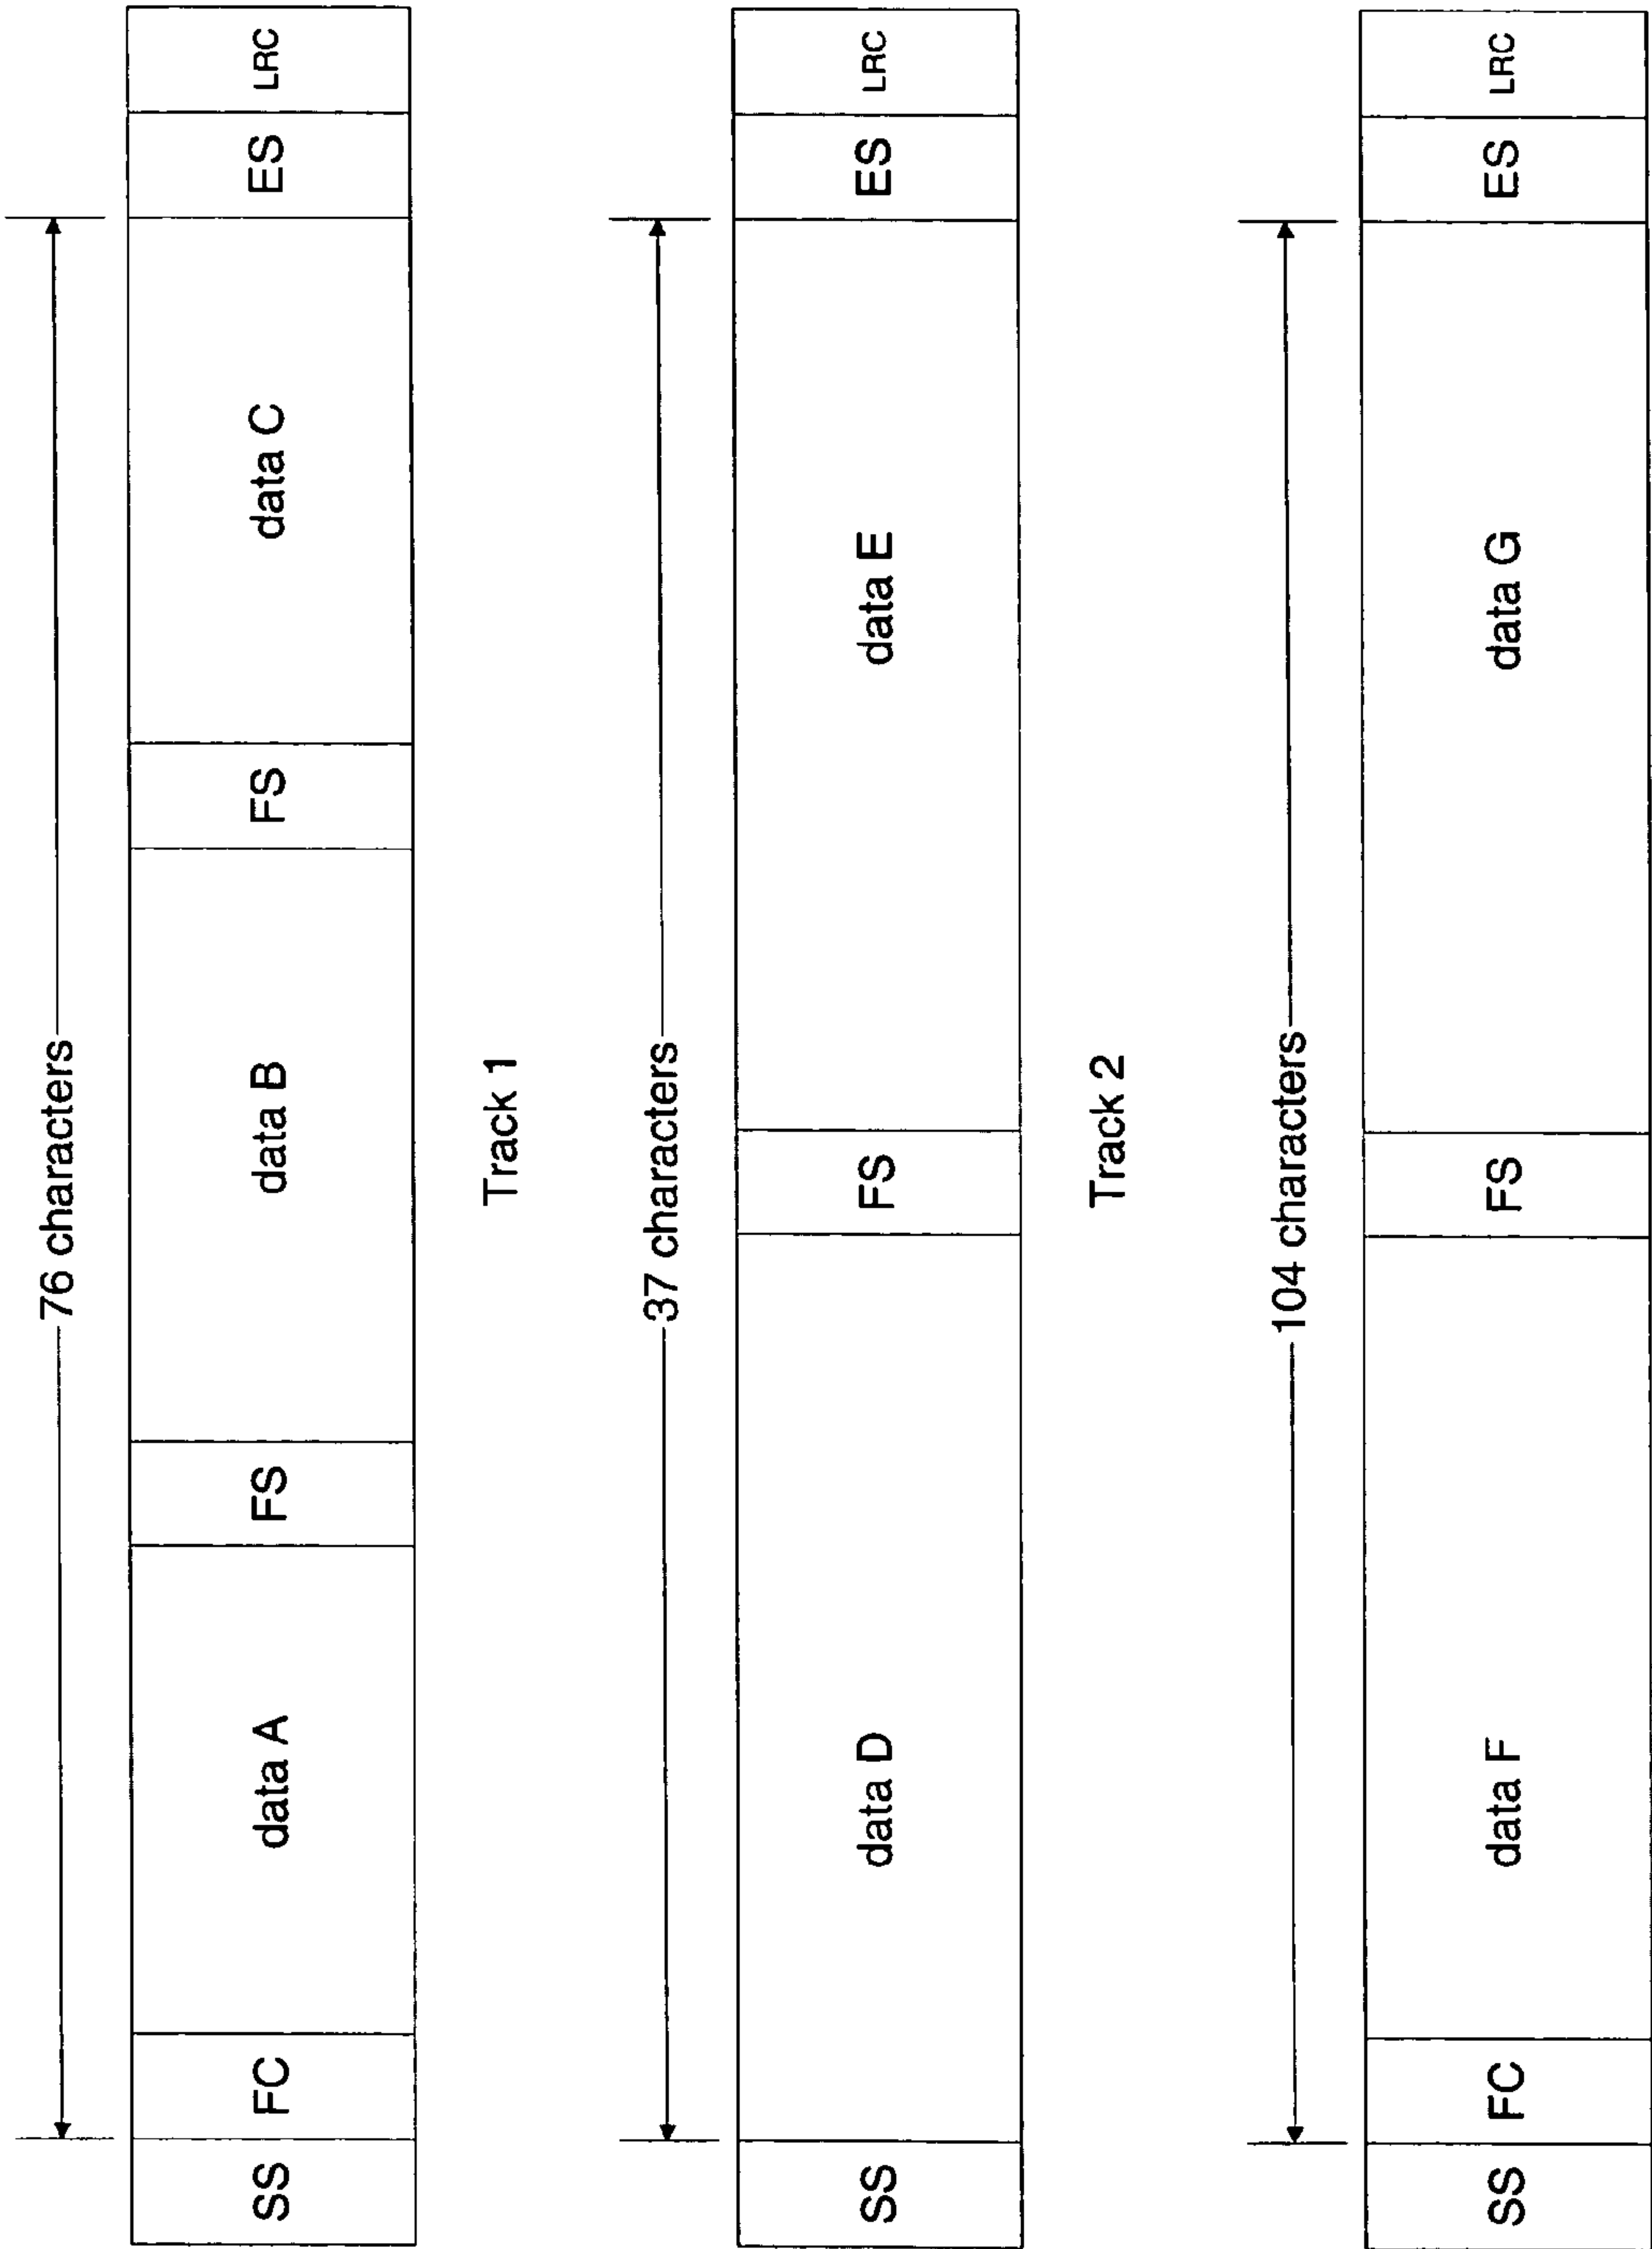 76 characters
SS FC data A FS data B FS data C ES LRC
Track 1
37 characters
SS data D FS data E ES LRC
Track 2
104 characters
SS FC data F FS data G ES LRC